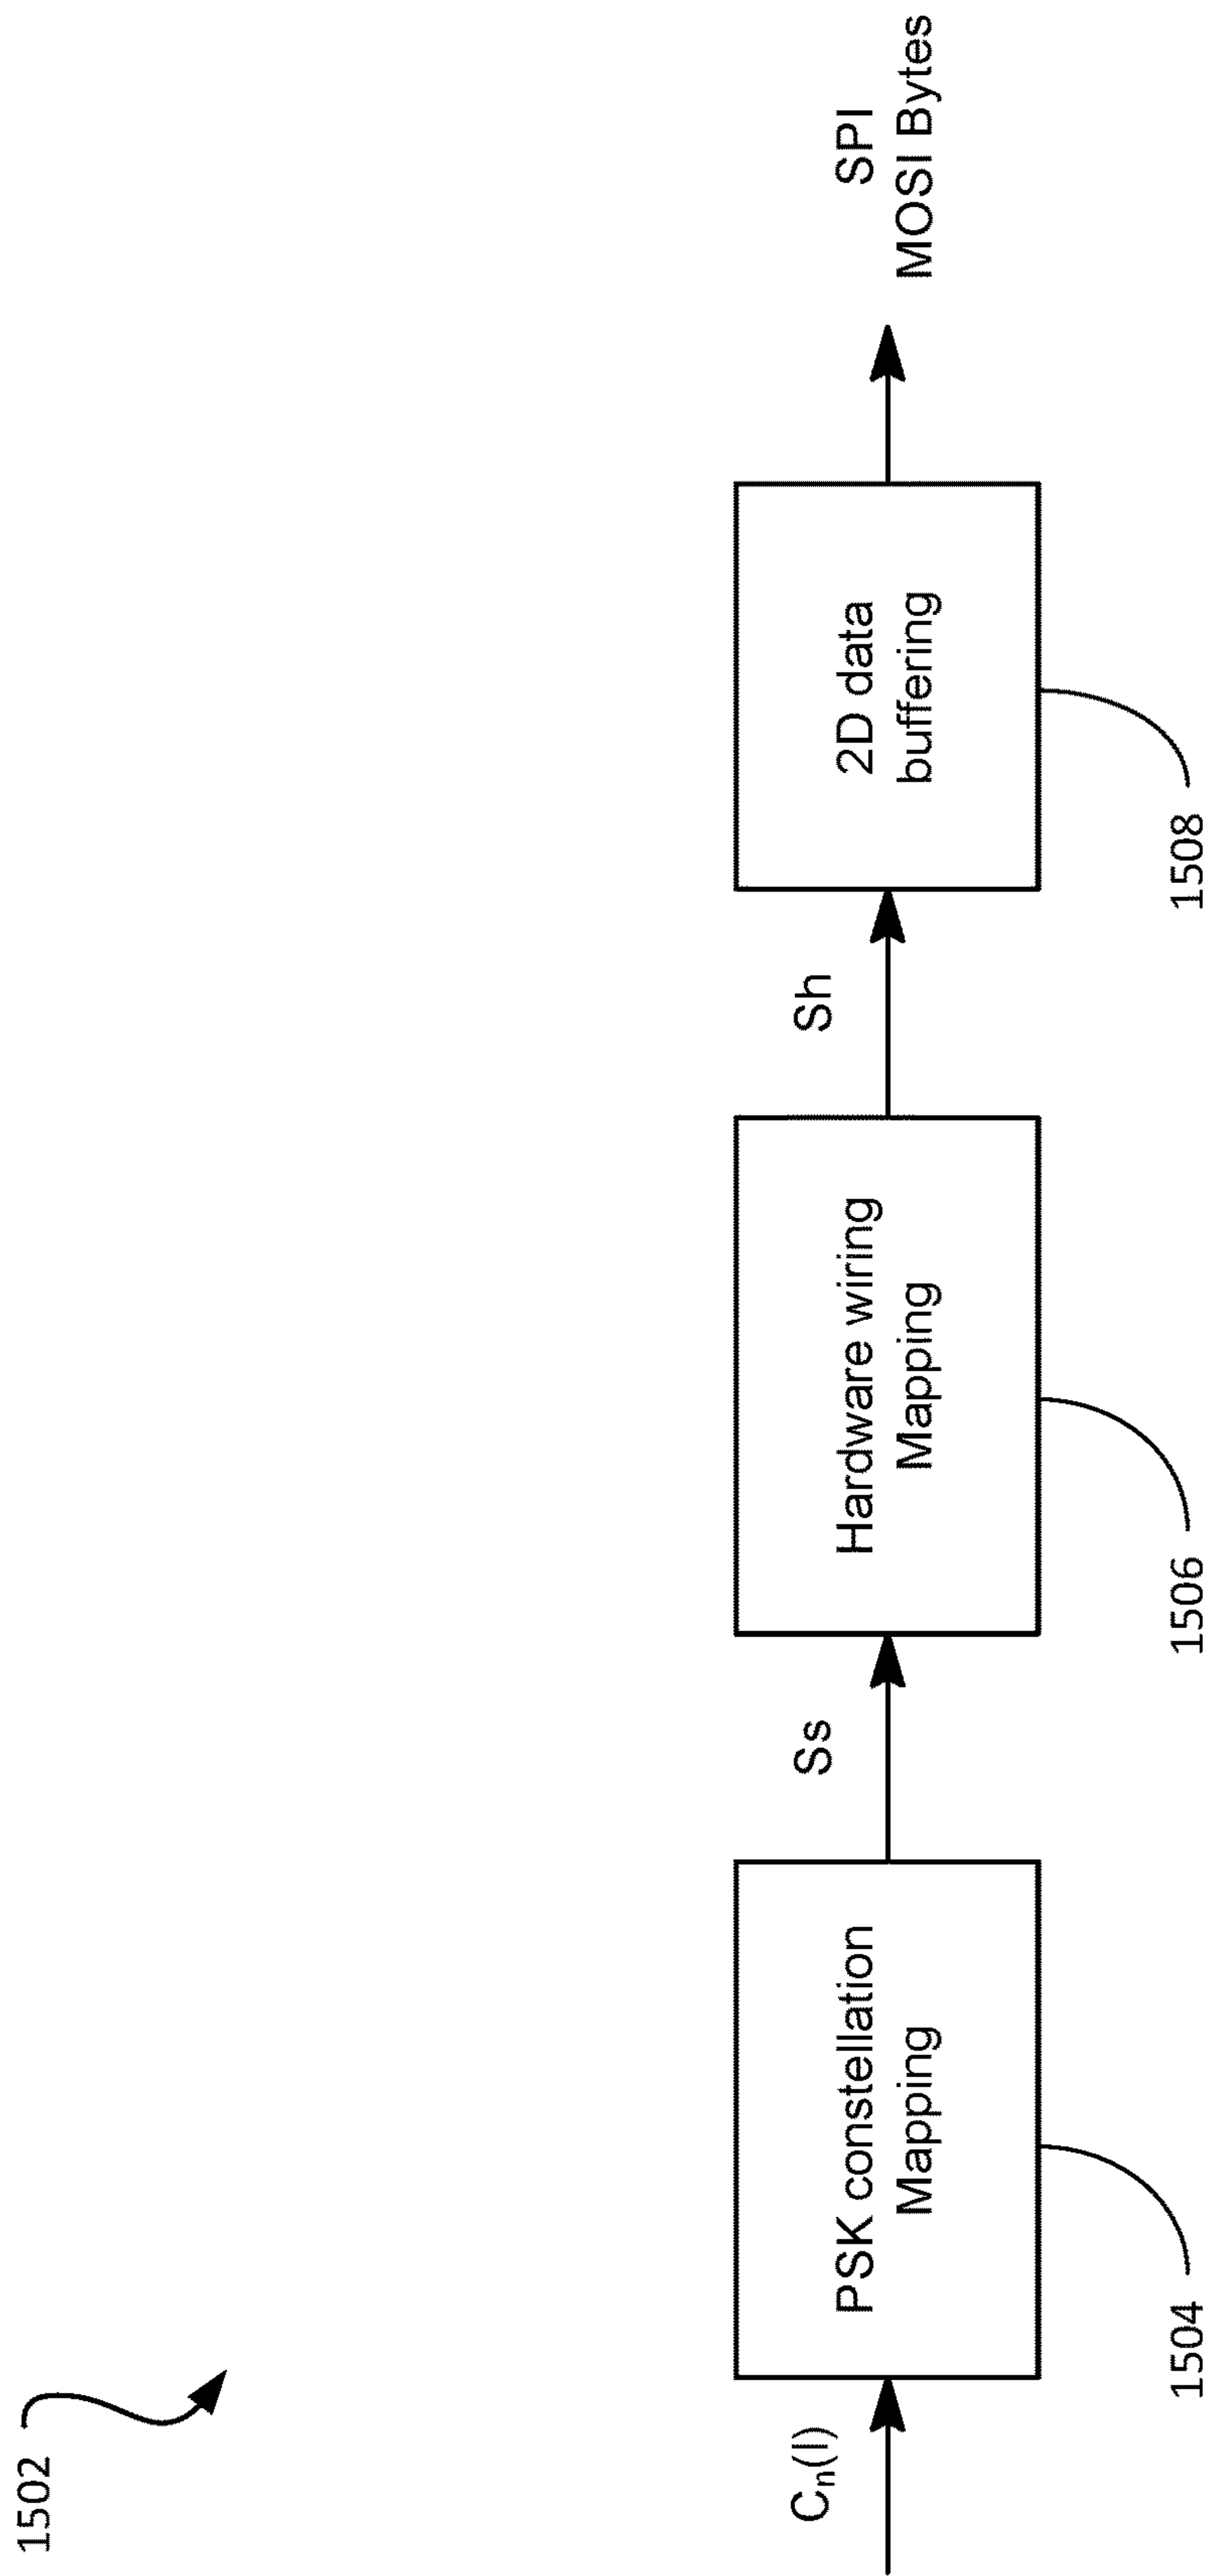 1502
Cn(l)
PSK constellation
Mapping
1504
Ss
Hardware wiring
Mapping
1506
Sh
2D data
buffering
1508
SPI
MOSI Bytes